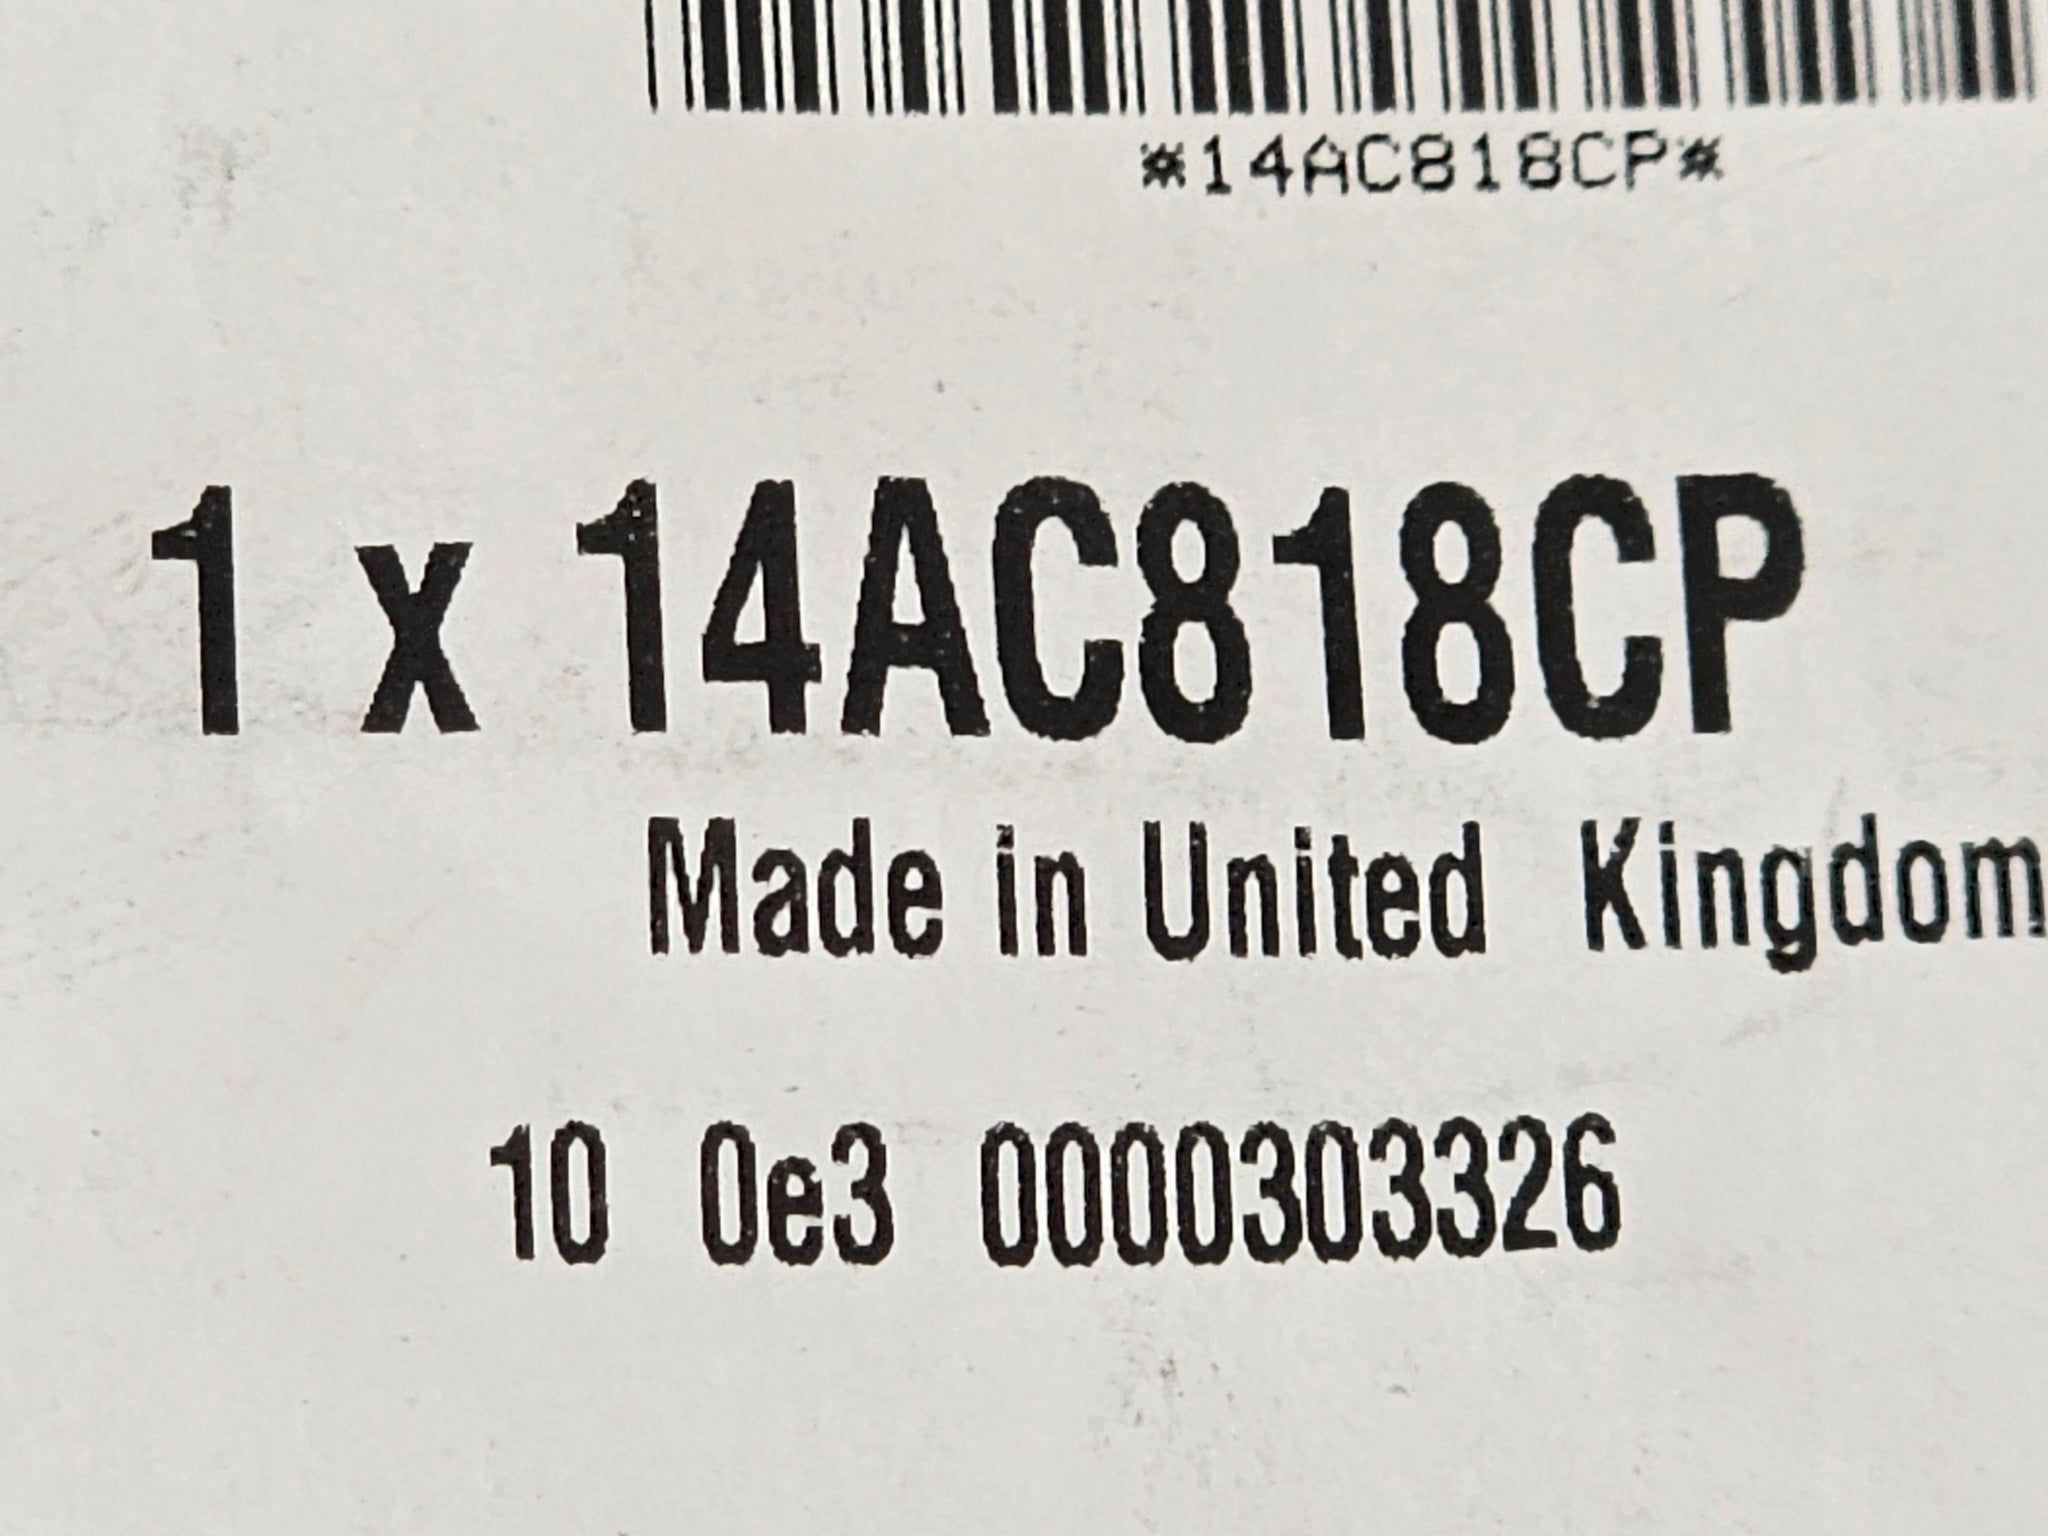 *14AC818CP*
1 x 14AC818CP
Made in United Kingdom
10 0e3 0000303326